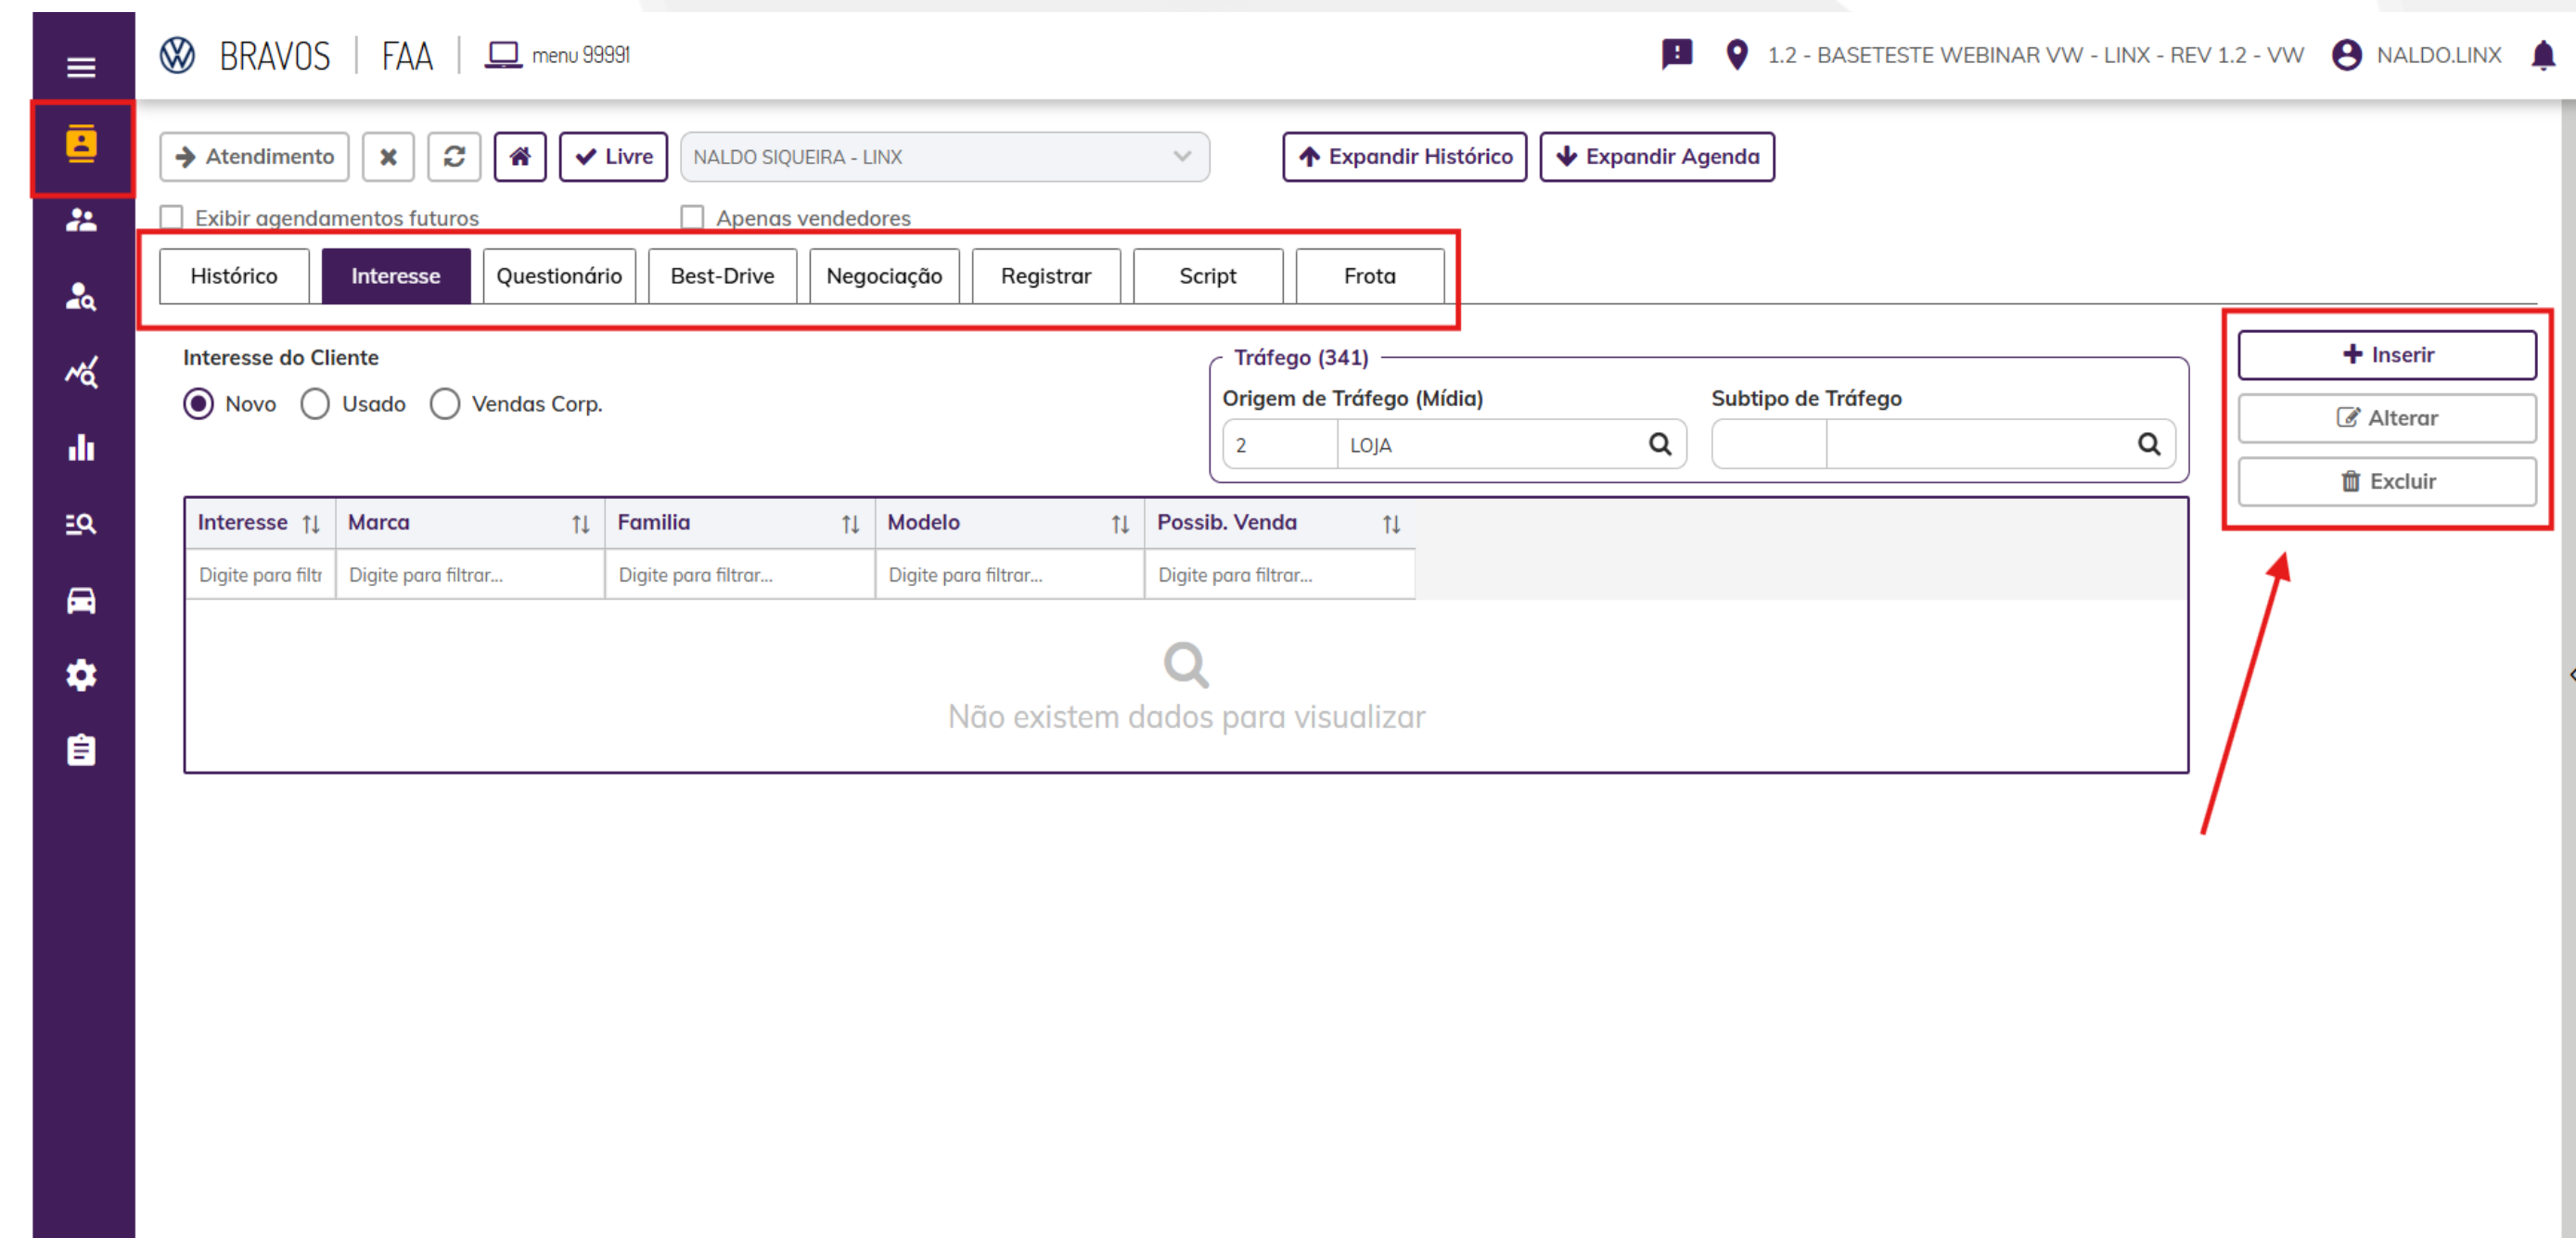 BRAVOS | FAA | menu 99991
1.2 - BASETESTE WEBINAR VW - LINX - REV 1.2 - VW NALDO.LINX
Atendimento Livre NALDO SIQUEIRA - LINX Expandir Histórico Expandir Agenda
Exibir agendamentos futuros Apenas vendedores
Histórico Interesse Questionário Best-Drive Negociação Registrar Script Frota
Interesse do Cliente
Novo Usado Vendas Corp.
Tráfego (341)
Origem de Tráfego (Mídia) Subtipo de Tráfego
2 LOJA
Inserir
Alterar
Excluir
Interesse Marca Familia Modelo Possib. Venda
Digite para filtr Digite para filtrar... Digite para filtrar... Digite para filtrar... Digite para filtrar...
Não existem dados para visualizar